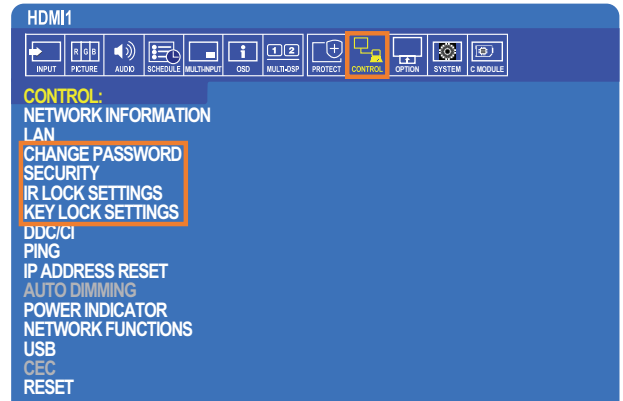 HDMI1
R G B 1 2
INPUT PICTURE AUDIO SCHEDULE MULTI-INPUT OSD MULTI-DSP PROTECT CONTROL OPTION SYSTEM C MODULE
CONTROL:
NETWORK INFORMATION
LAN
CHANGE PASSWORD
SECURITY
IR LOCK SETTINGS
KEY LOCK SETTINGS
DDC/CI
PING
IP ADDRESS RESET
AUTO DIMMING
POWER INDICATOR
NETWORK FUNCTIONS
USB
CEC
RESET